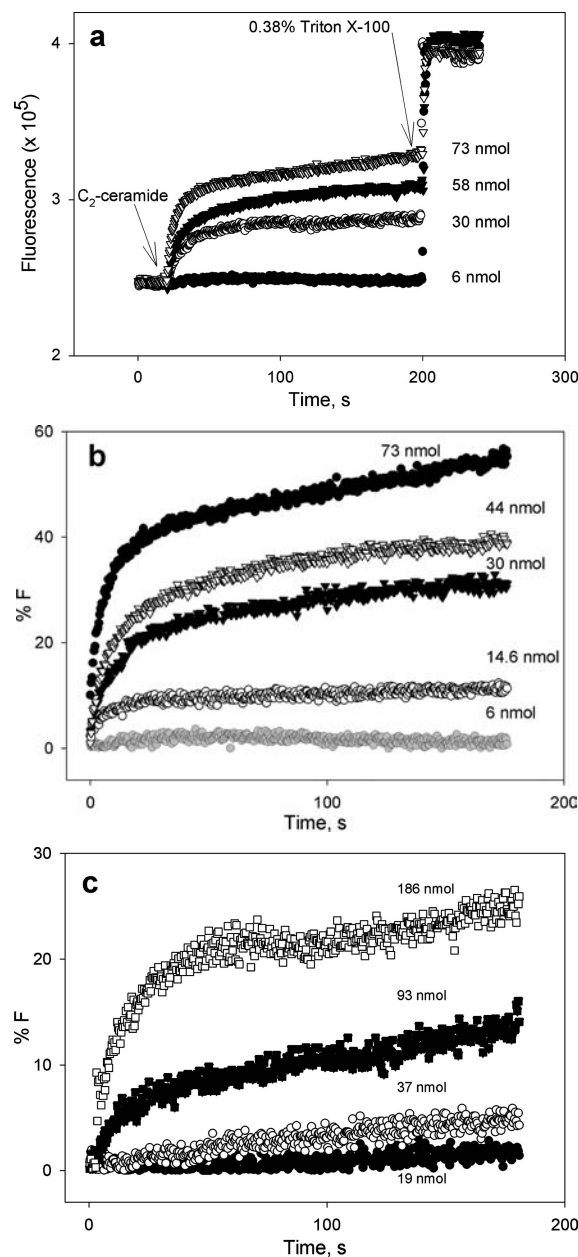 a
0.38% Triton X-100
4
73 nmol
58 nmol
3
C2-ceramide
30 nmol
6 nmol
2
Fluorescence (x 10^5)
0
100
200
300
Time, s
b
60
73 nmol
44 nmol
40
30 nmol
20
14.6 nmol
6 nmol
0
% F
0
100
200
Time, s
c
30
186 nmol
20
93 nmol
10
37 nmol
0
19 nmol
% F
0
100
200
Time, s